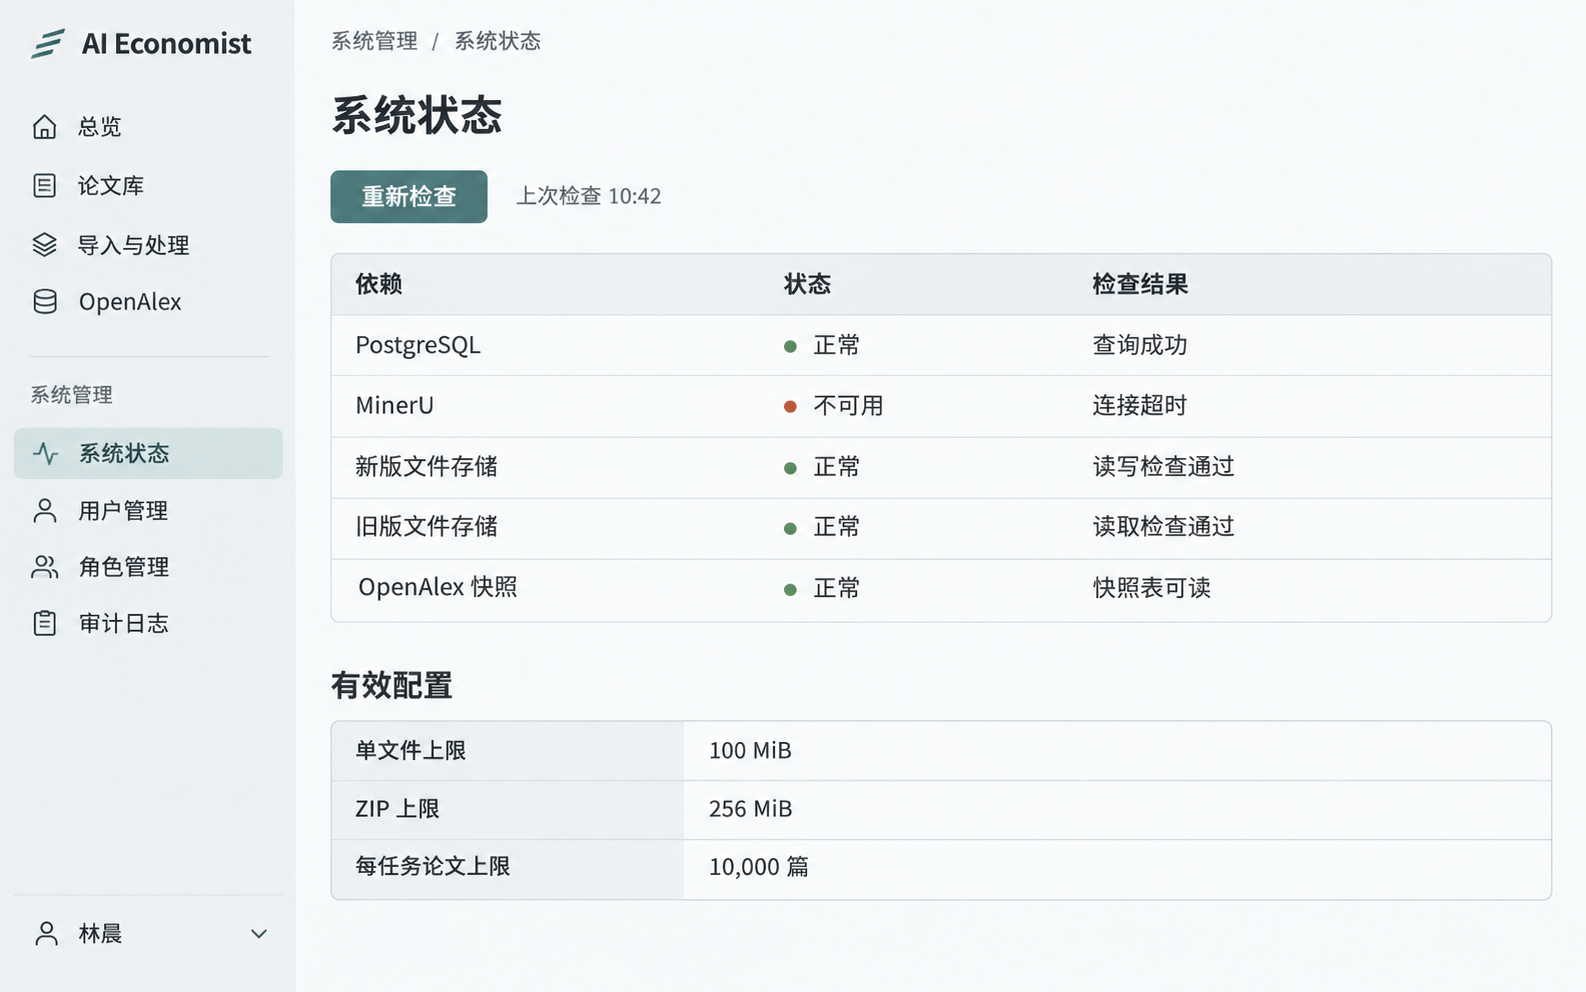 AI Economist
总览
论文库
导入与处理
OpenAlex
系统管理
系统状态
用户管理
角色管理
审计日志
林晨
系统管理 / 系统状态
系统状态
重新检查 上次检查 10:42
依赖 状态 检查结果
PostgreSQL 正常 查询成功
MinerU 不可用 连接超时
新版文件存储 正常 读写检查通过
旧版文件存储 正常 读取检查通过
OpenAlex 快照 正常 快照表可读
有效配置
单文件上限 100 MiB
ZIP 上限 256 MiB
每任务论文上限 10,000 篇